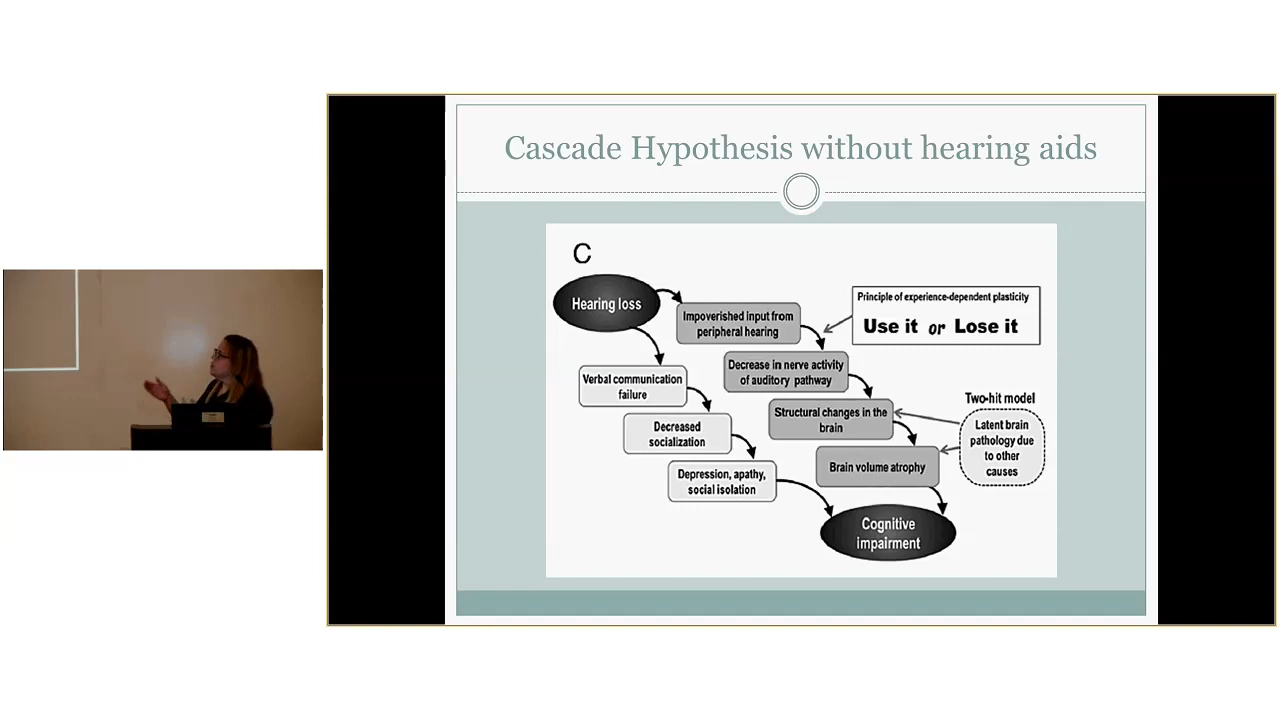 Cascade Hypothesis without hearing aids
C
Hearing loss
Impoverished input from
peripheral hearing
Principle of experience-dependent plasticity
Use it or Lose it
Decrease in nerve activity
of auditory pathway
Verbal communication
failure
Structural changes in the
brain
Two-hit model
Latent brain
pathology due
to other
causes
Decreased
socialization
Brain volume atrophy
Depression, apathy,
social isolation
Cognitive
impairment